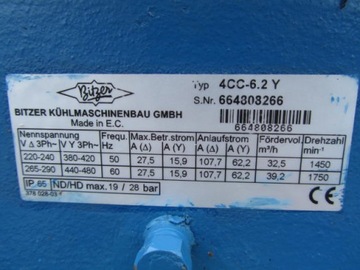 Bitzer
BITZER KÜHLMASCHINENBAU GMBH
Made in E.C.
Typ 4CC-6.2 Y
S.Nr. 664808266
664808266
Nennspannung Frequ. Max.Betr.strom Anlaufstrom Fördervol. Drehzahl
V Δ 3Ph~ V Y 3Ph~ Hz A (Δ) A (Y) A (Δ) A (Y) m³/h min-1
220-240 380-420 50 27,5 15,9 107,7 62,2 32,5 1450
265-290 440-480 60 27,5 15,9 107,7 62,2 39,2 1750
IP 65 ND/HD max. 19 / 28 bar